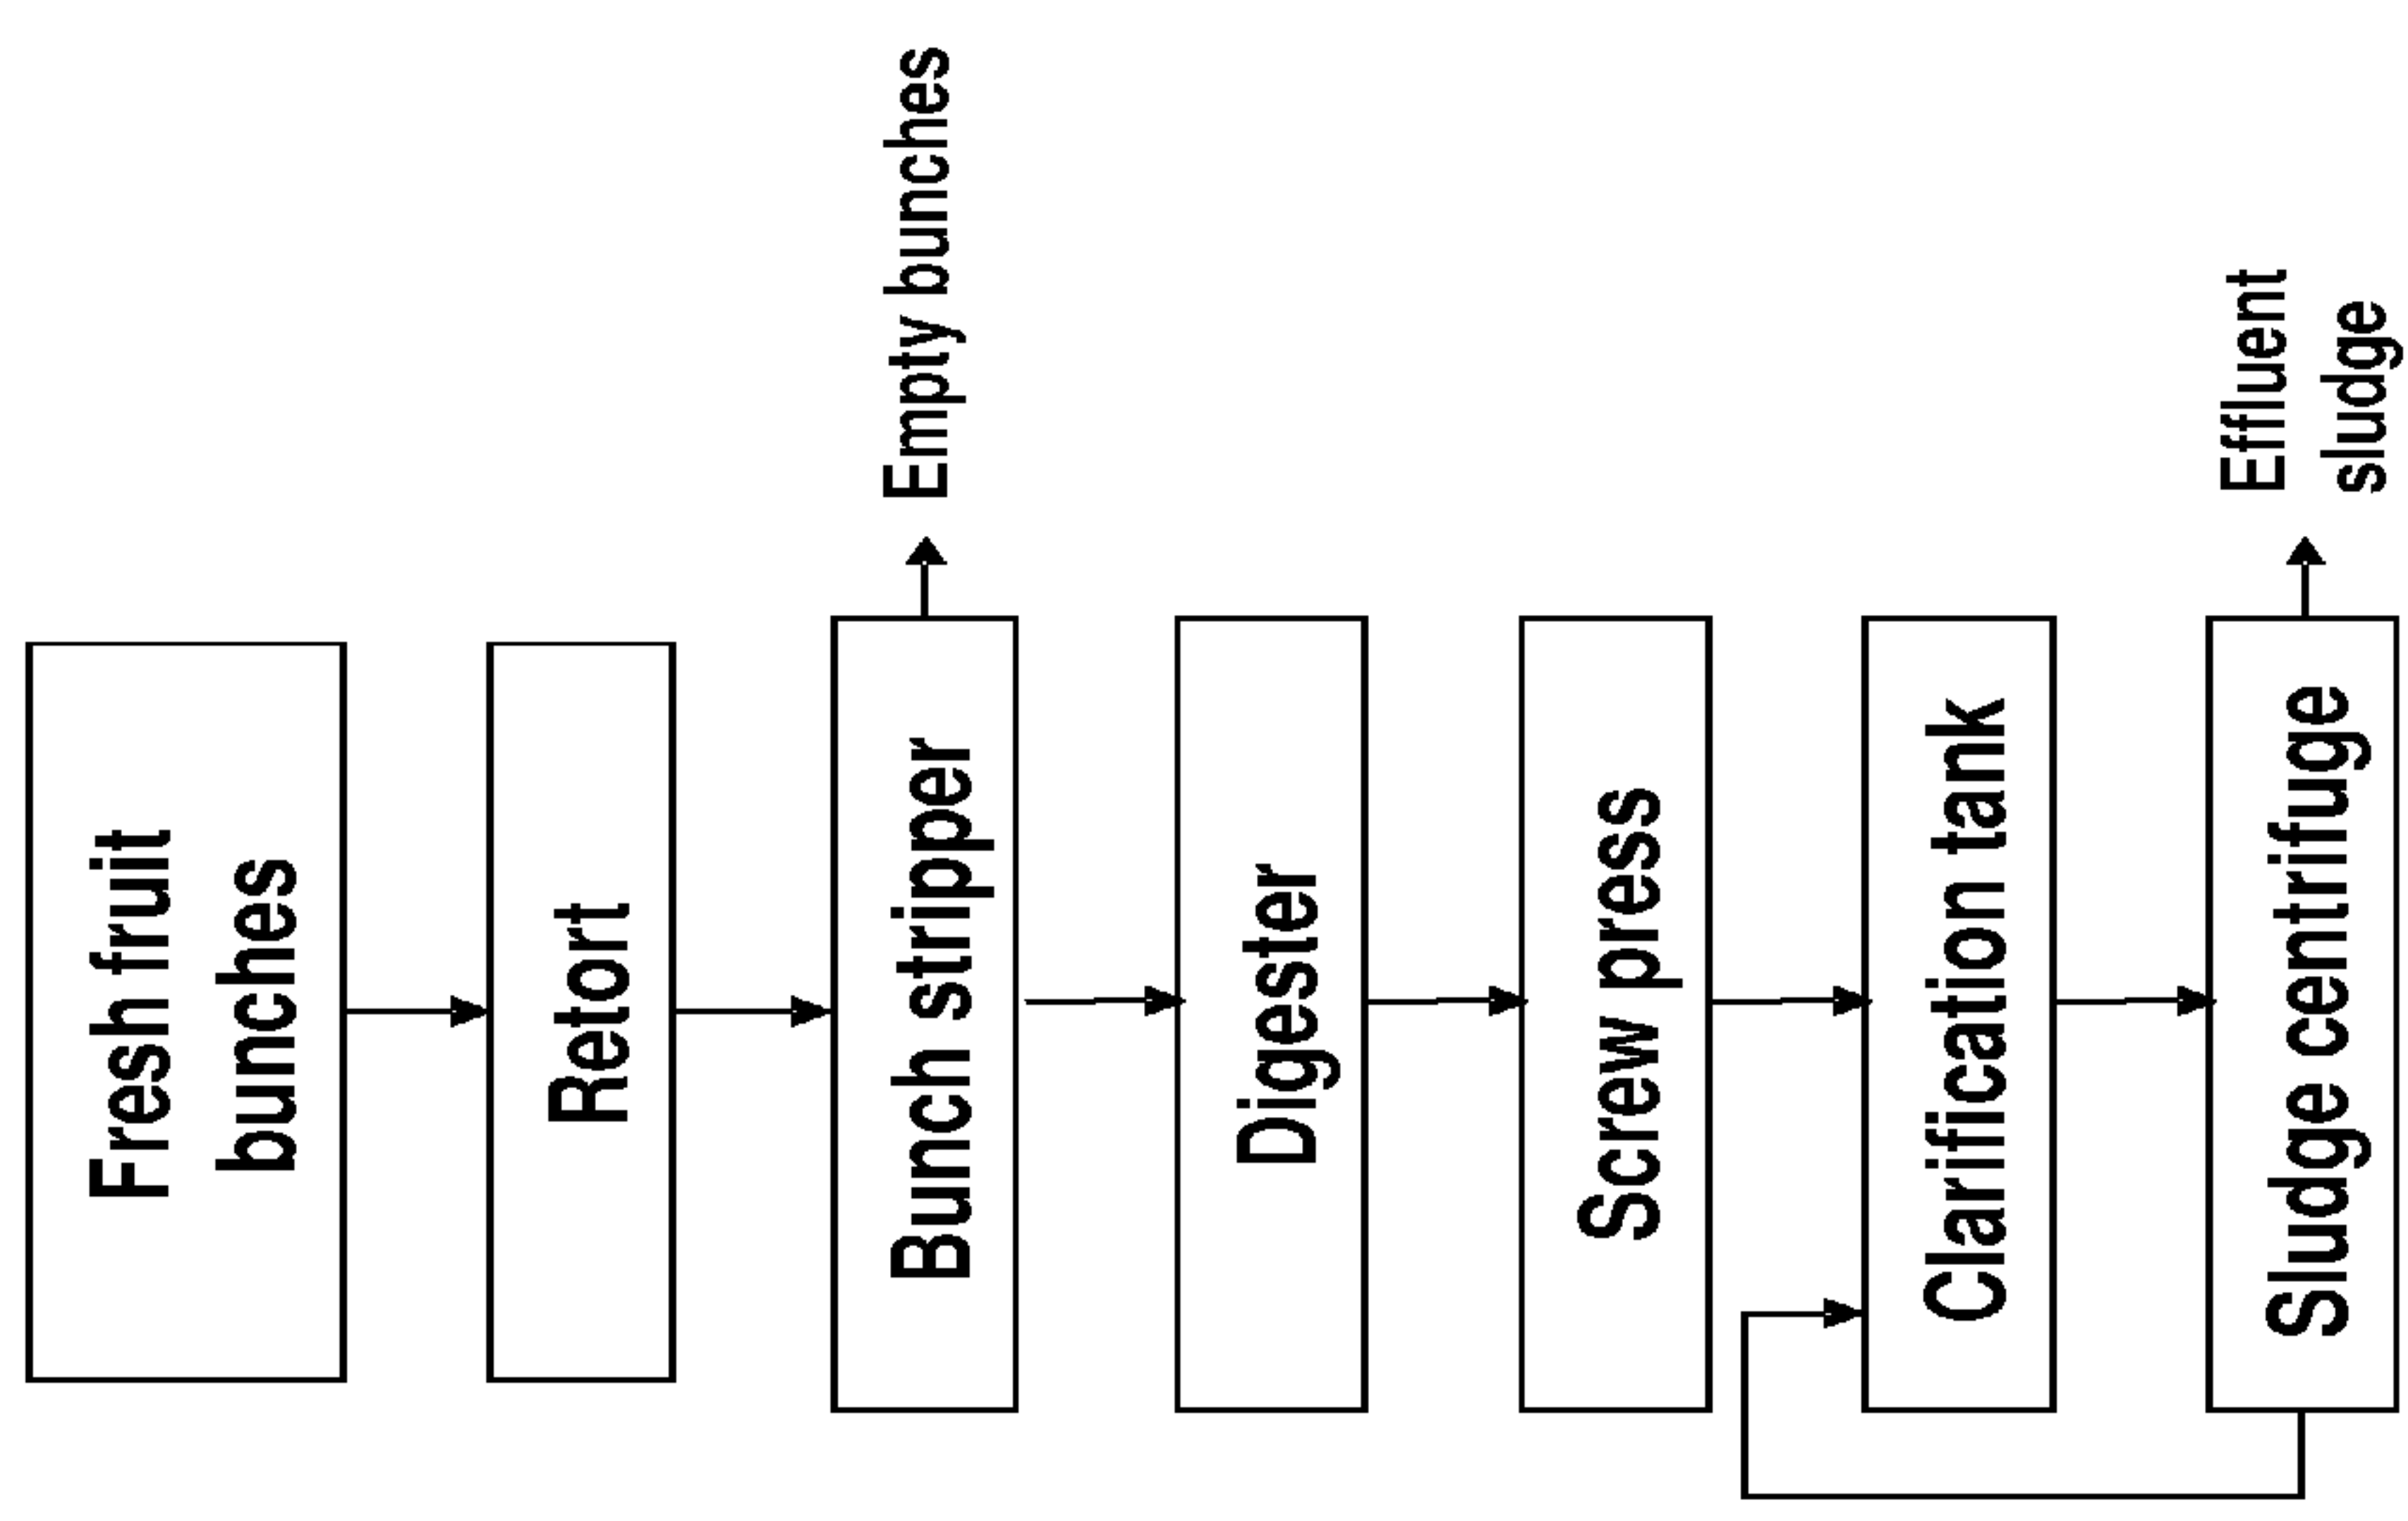 Fresh fruit
bunches
Retort
Bunch stripper
Empty bunches
Digester
Screw press
Clarification tank
Sludge centrifuge
Effluent
sludge